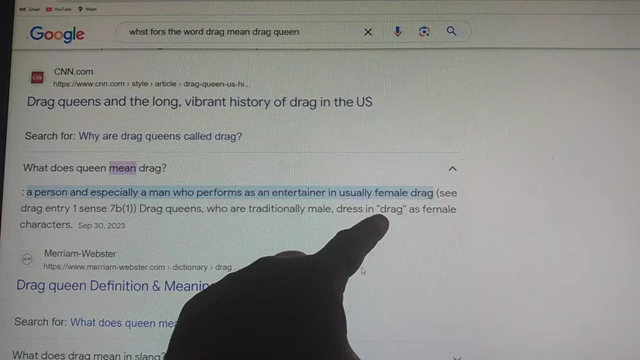 Gmail YouTube Maps
Google whst fors the word drag mean drag queen
CNN.com
https://www.cnn.com › style › article › drag-queen-us-hi...
Drag queens and the long, vibrant history of drag in the US
Search for: Why are drag queens called drag?
What does queen mean drag?
: a person and especially a man who performs as an entertainer in usually female drag (see
drag entry 1 sense 7b(1)) Drag queens, who are traditionally male, dress in "drag" as female
characters. Sep 30, 2023
Merriam-Webster
https://www.merriam-webster.com › dictionary › drag
Drag queen Definition & Meanin
Search for: What does queen mea
What does drag mean in slang?